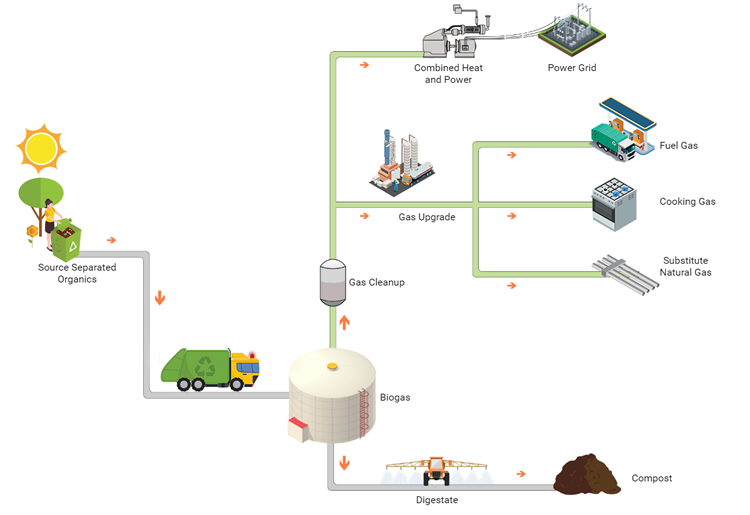 Combined Heat
and Power
Power Grid
Fuel Gas
Cooking Gas
Gas Upgrade
Source Separated
Organics
Substitute
Natural Gas
Gas Cleanup
Biogas
Compost
Digestate